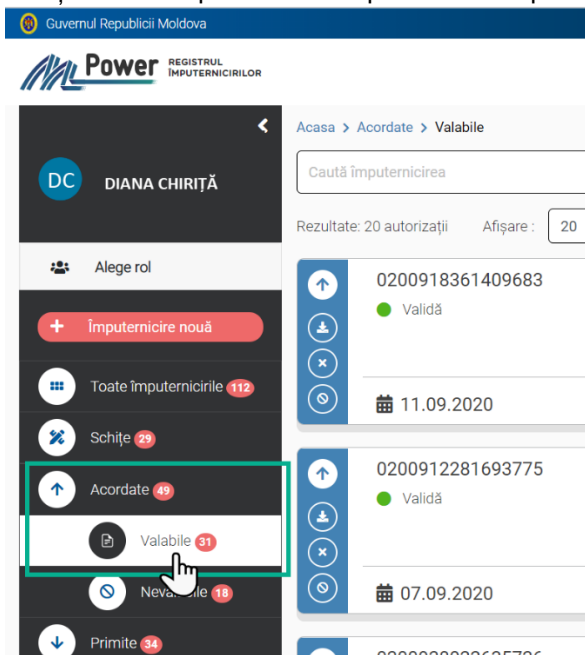 Guvernul Republicii Moldova
Power REGISTRUL ÎMPUTERNICIRILOR
Acasa > Acordate > Valabile
DC DIANA CHIRIȚĂ
Caută împuternicirea
Rezultate: 20 autorizații Afișare : 20
Alege rol
0200918361409683
Validă
Împuternicire nouă
Toate împuternicirile 112
11.09.2020
Schițe 29
0200912281693775
Acordate 49
Validă
Valabile 31
18
07.09.2020
Primite 34